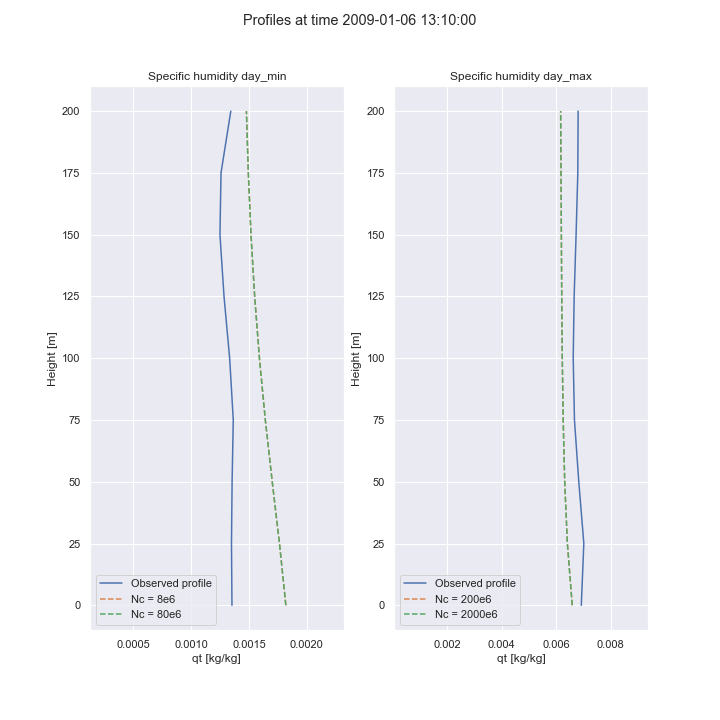 Profiles at time 2009-01-06 13:10:00
Specific humidity day_min
200
175
150
125
100
75
50
25
0
Height [m]
Observed profile
Nc = 8e6
Nc = 80e6
0.0005 0.0010 0.0015 0.0020
qt [kg/kg]
Specific humidity day_max
200
175
150
125
100
75
50
25
0
Height [m]
Observed profile
Nc = 200e6
Nc = 2000e6
0.002 0.004 0.006 0.008
qt [kg/kg]